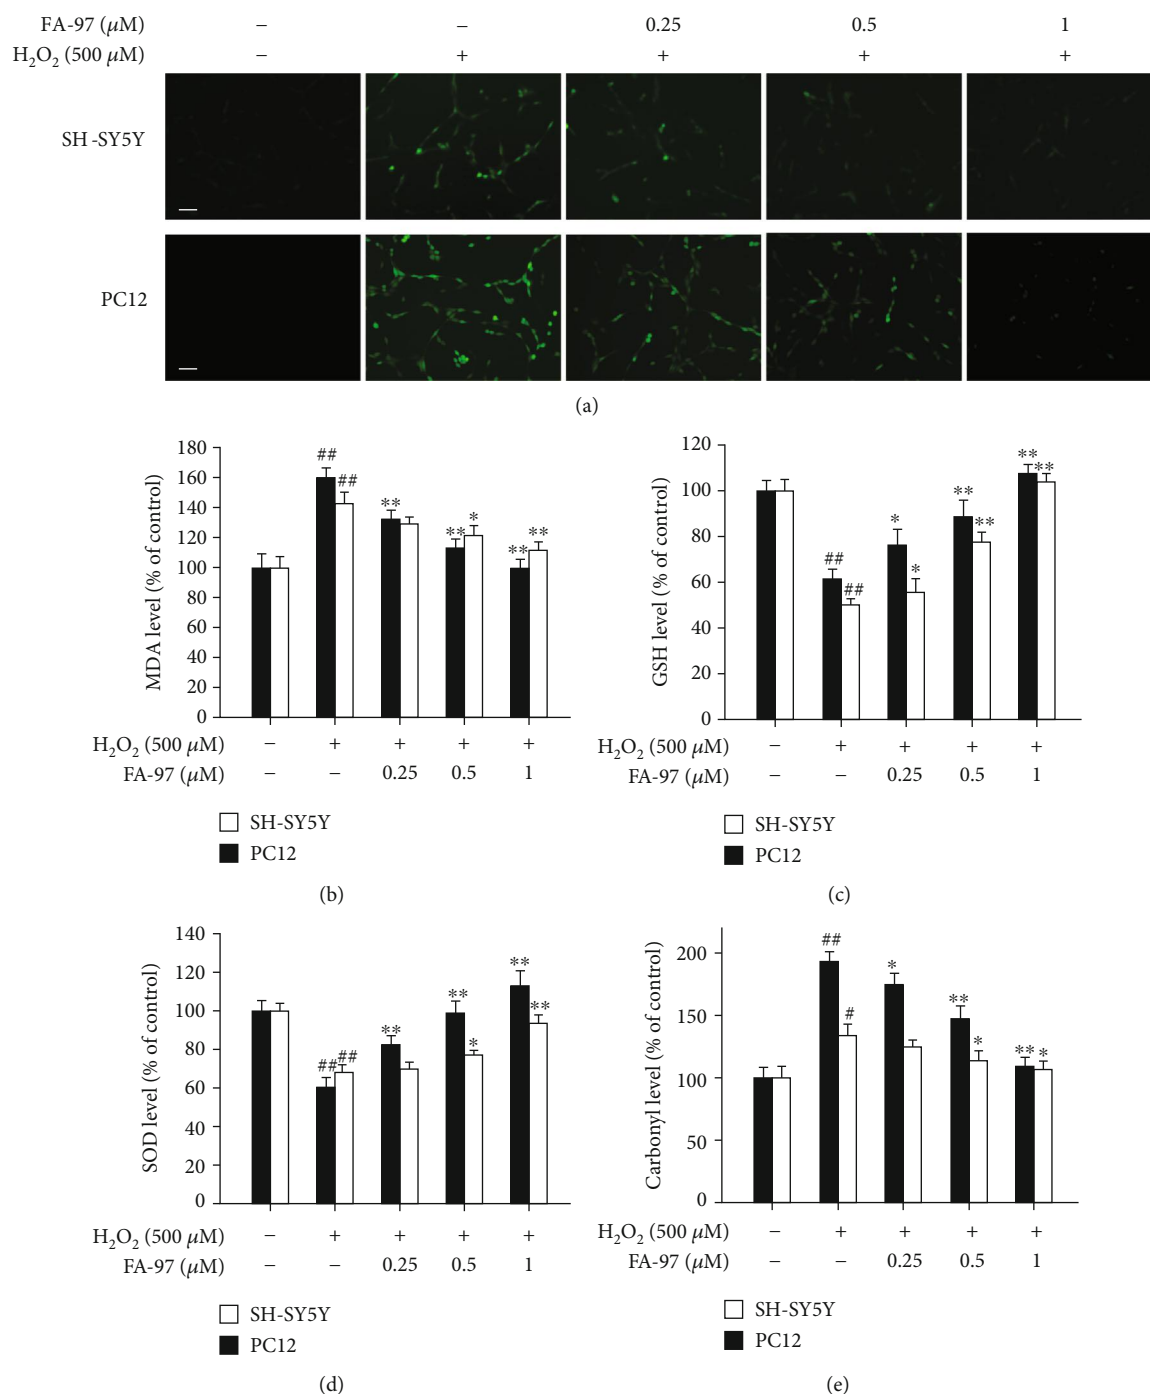 FA-97 (μM) – – 0.25 0.5 1
H₂O₂ (500 μM) – + + + +
SH-SY5Y
PC12
(a)
MDA level (% of control)
180
160
140
120
100
80
60
40
20
0
## ## ** ** * ** **
H₂O₂ (500 μM) – + + + +
FA-97 (μM) – – 0.25 0.5 1
SH-SY5Y
PC12
(b)
GSH level (% of control)
120
100
80
60
40
20
0
## ## * * ** ** ** **
H₂O₂ (500 μM) – + + + +
FA-97 (μM) – – 0.25 0.5 1
SH-SY5Y
PC12
(c)
SOD level (% of control)
140
120
100
80
60
40
20
0
## ## ** ** * ** **
H₂O₂ (500 μM) – + + + +
FA-97 (μM) – – 0.25 0.5 1
SH-SY5Y
PC12
(d)
Carbonyl level (% of control)
200
150
100
50
0
## # * ** * ** *
H₂O₂ (500 μM) – + + + +
FA-97 (μM) – – 0.25 0.5 1
SH-SY5Y
PC12
(e)